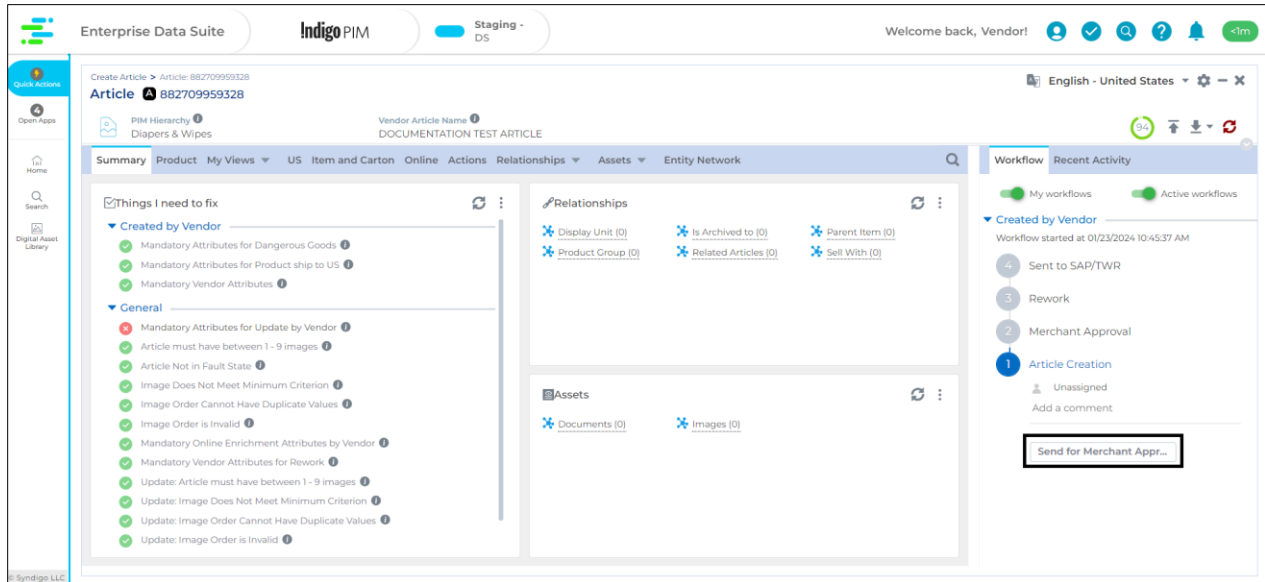 Enterprise Data Suite
!ndigo PIM
Staging -
DS
Welcome back, Vendor!
<1m
Quick Actions
4
Open Apps
Home
Search
Digital Asset
Library
© Syndigo LLC
Create Article > Article: 882709959328
Article A 882709959328
English - United States
PIM Hierarchy
Diapers & Wipes
Vendor Article Name
DOCUMENTATION TEST ARTICLE
94
Summary Product My Views US Item and Carton Online Actions Relationships Assets Entity Network
Things I need to fix
Created by Vendor
Mandatory Attributes for Dangerous Goods
Mandatory Attributes for Product ship to US
Mandatory Vendor Attributes
General
Mandatory Attributes for Update by Vendor
Article must have between 1 - 9 images
Article Not in Fault State
Image Does Not Meet Minimum Criterion
Image Order Cannot Have Duplicate Values
Image Order is Invalid
Mandatory Online Enrichment Attributes by Vendor
Mandatory Vendor Attributes for Rework
Update: Article must have between 1 - 9 images
Update: Image Does Not Meet Minimum Criterion
Update: Image Order Cannot Have Duplicate Values
Update: Image Order is Invalid
Relationships
Display Unit (0) Is Archived to (0) Parent Item (0)
Product Group (0) Related Articles (0) Sell With (0)
Assets
Documents (0) Images (0)
Workflow Recent Activity
My workflows Active workflows
Created by Vendor
Workflow started at 01/23/2024 10:45:37 AM
4 Sent to SAP/TWR
3 Rework
2 Merchant Approval
1 Article Creation
Unassigned
Add a comment
Send for Merchant Appr...